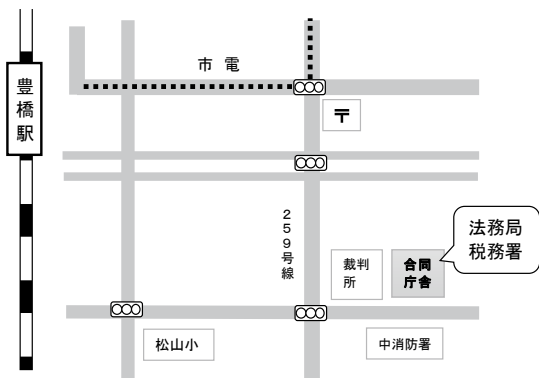 市電
豊橋駅
〒
259号線
法務局
税務署
裁判
所
合同
庁舎
松山小
中消防署